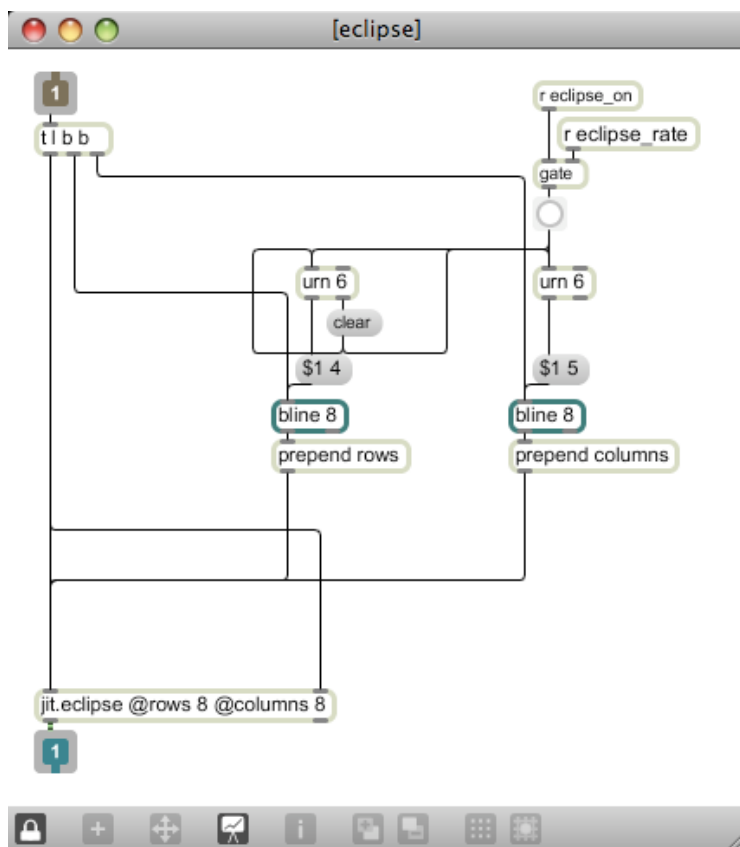 [eclipse]
1
r eclipse_on
t l b b
r eclipse_rate
gate
urn 6
urn 6
clear
$1 4
$1 5
bline 8
bline 8
prepend rows
prepend columns
jit.eclipse @rows 8 @columns 8
1